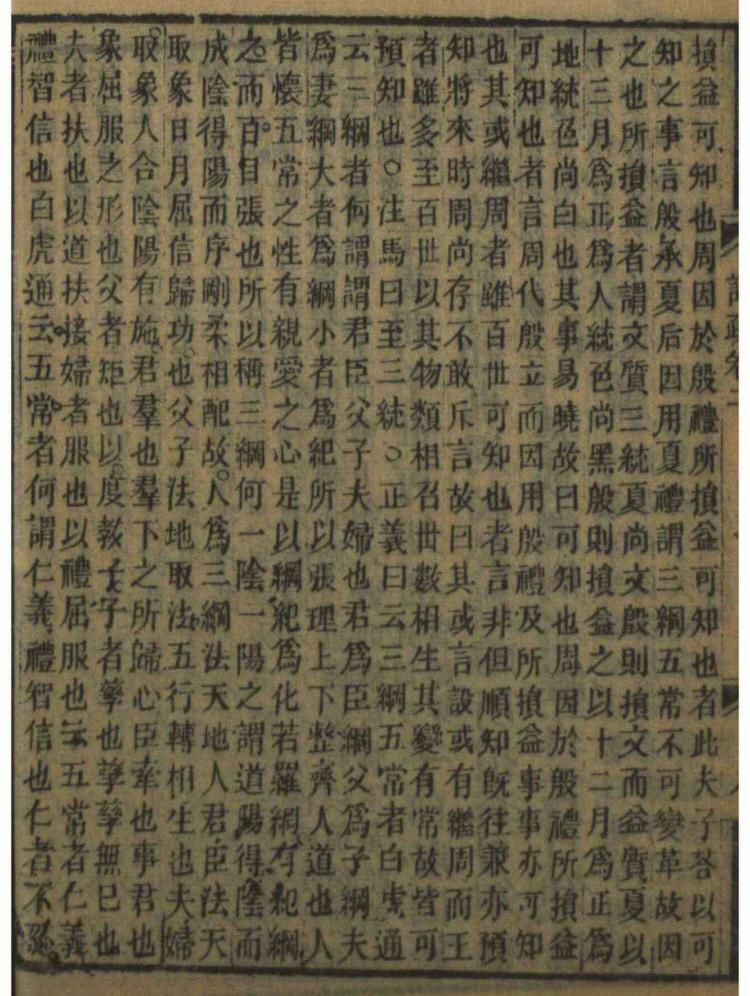 語疏卷二
損益可知也周因於殷禮所損益可知也者此夫子荅以可
知之事言殷承夏后因用夏禮謂三綱五常不可變革故因
之也所損益者謂文質三統夏尚文殷則損文而益質夏以
十三月爲正爲人統色尚黑殷則損益之以十二月爲正爲
地統色尚白也其事易曉故曰可知也周因於殷禮所損益
可知也者言周代殷立而因用殷禮及所損益事事亦可知
也其或繼周者雖百世可知也者言非但順知旣往兼亦預
知將來時周尚存不敢斥言故曰其或言設或有繼周而王
者雖多至百世以其物類相召世數相生其變有常故皆可
預知也○注馬曰至三統○正義曰云三綱五常者白虎通
云三綱者何謂謂君臣父子夫婦也君爲臣綱父爲子綱夫
爲妻綱大者爲綱小者爲紀所以張理上下整齊人道也人
皆懷五常之性有親愛之心是以綱紀爲化若羅網有紀綱
之而百目張也所以稱三綱何一陰一陽之謂道陽得陰而
成陰得陽而序剛柔相配故人爲三綱法天地人君臣法天
取象日月屈信歸功也父子法地取法五行轉相生也夫婦
取象人合陰陽有施君羣也羣下之所歸心臣牽也事君也
象屈服之形也父者矩也以度敎子子者孳也孳孳無已也
夫者扶也以道扶接婦者服也以禮屈服也云五常者仁義
禮智信也白虎通云五常者何謂仁義禮智信也仁者不忍